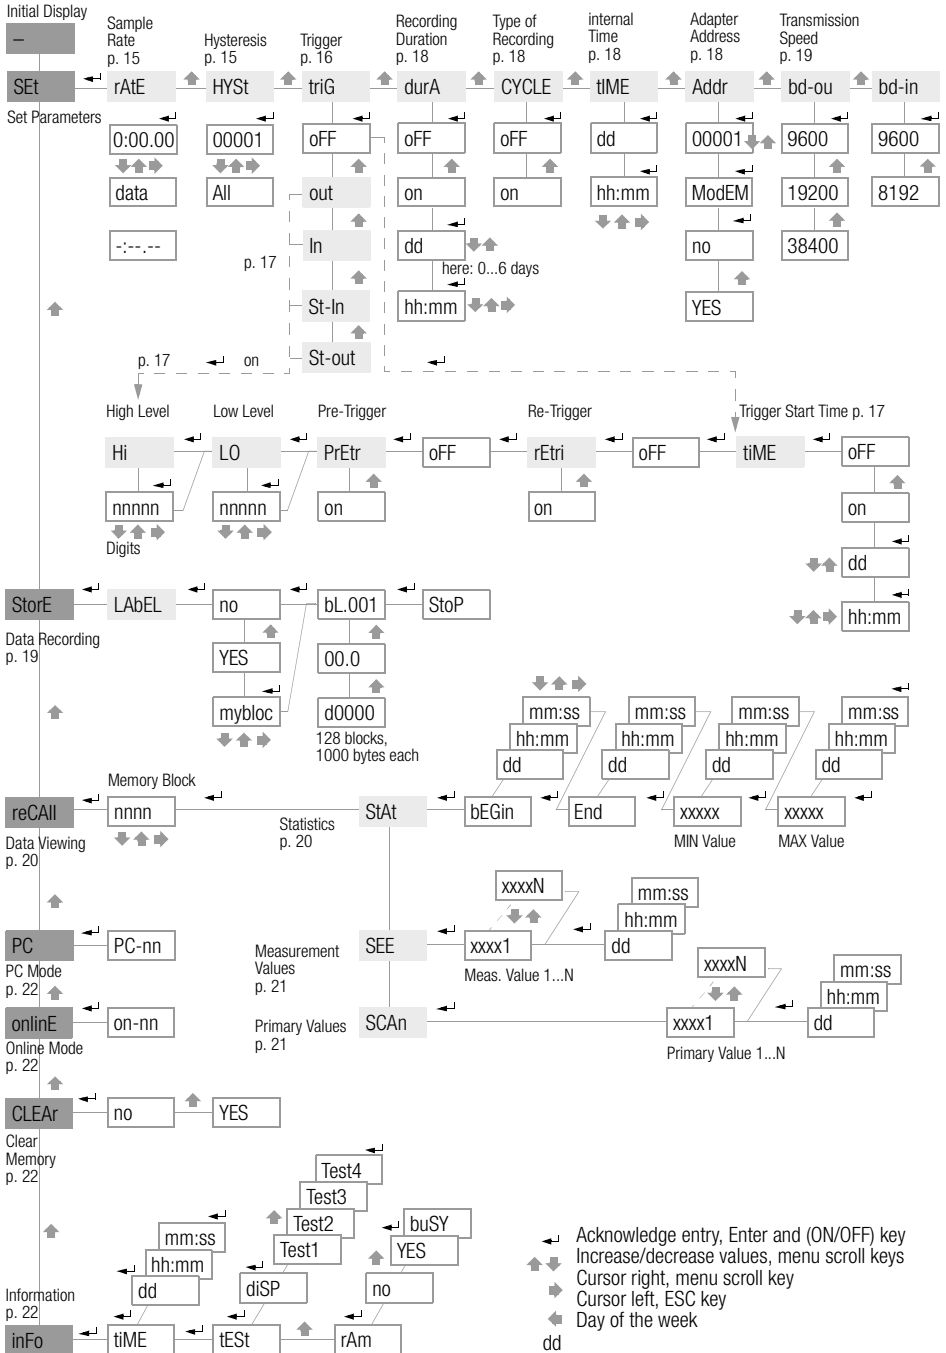 Initial Display
–
Sample
Rate
p. 15
Hysteresis
p. 15
Trigger
p. 16
Recording
Duration
p. 18
Type of
Recording
p. 18
internal
Time
p. 18
Adapter
Address
p. 18
Transmission
Speed
p. 19
SEt
rAtE
HYSt
triG
durA
CYCLE
tIME
Addr
bd-ou
bd-in
Set Parameters
0:00.00
00001
oFF
oFF
oFF
dd
00001
9600
9600
data
All
out
on
on
hh:mm
ModEM
19200
8192
-:--.--
p. 17
In
dd
no
38400
here: 0...6 days
St-In
hh:mm
YES
St-out
p. 17
on
High Level
Low Level
Pre-Trigger
Re-Trigger
Trigger Start Time p. 17
Hi
LO
PrEtr
oFF
rEtri
oFF
tiME
oFF
nnnnn
nnnnn
on
on
on
Digits
dd
hh:mm
StorE
LAbEL
no
bL.001
StoP
Data Recording
p. 19
YES
00.0
mybloc
d0000
128 blocks,
1000 bytes each
mm:ss
mm:ss
mm:ss
mm:ss
hh:mm
hh:mm
hh:mm
hh:mm
dd
dd
dd
dd
Memory Block
reCAll
nnnn
StAt
bEGin
End
xxxxx
xxxxx
Data Viewing
p. 20
Statistics
p. 20
MIN Value
MAX Value
xxxxN
mm:ss
hh:mm
PC
PC-nn
Measurement
Values
p. 21
SEE
xxxx1
dd
PC Mode
p. 22
Meas. Value 1...N
xxxxN
mm:ss
hh:mm
onlinE
on-nn
Primary Values
p. 21
SCAn
xxxx1
dd
Online Mode
p. 22
Primary Value 1...N
CLEAr
no
YES
Clear
Memory
p. 22
Test4
Test3
mm:ss
Test2
buSY
hh:mm
Test1
YES
dd
diSP
no
Information
p. 22
inFo
tiME
tESt
rAm
Acknowledge entry, Enter and (ON/OFF) key
Increase/decrease values, menu scroll keys
Cursor right, menu scroll key
Cursor left, ESC key
Day of the week
dd